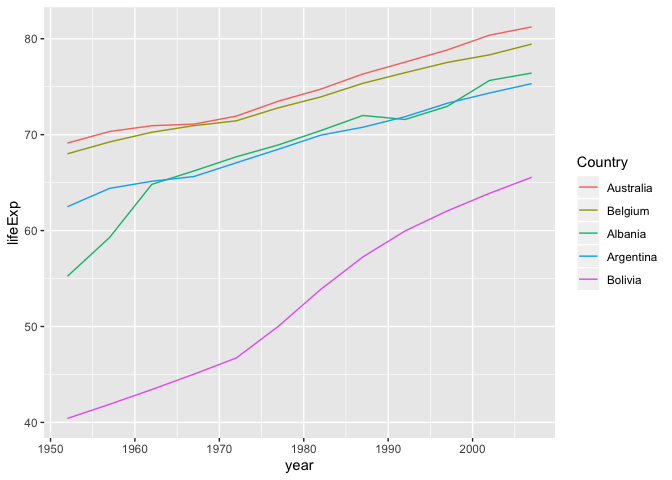 80
70
60
50
40
lifeExp
1950 1960 1970 1980 1990 2000
year
Country
Australia
Belgium
Albania
Argentina
Bolivia